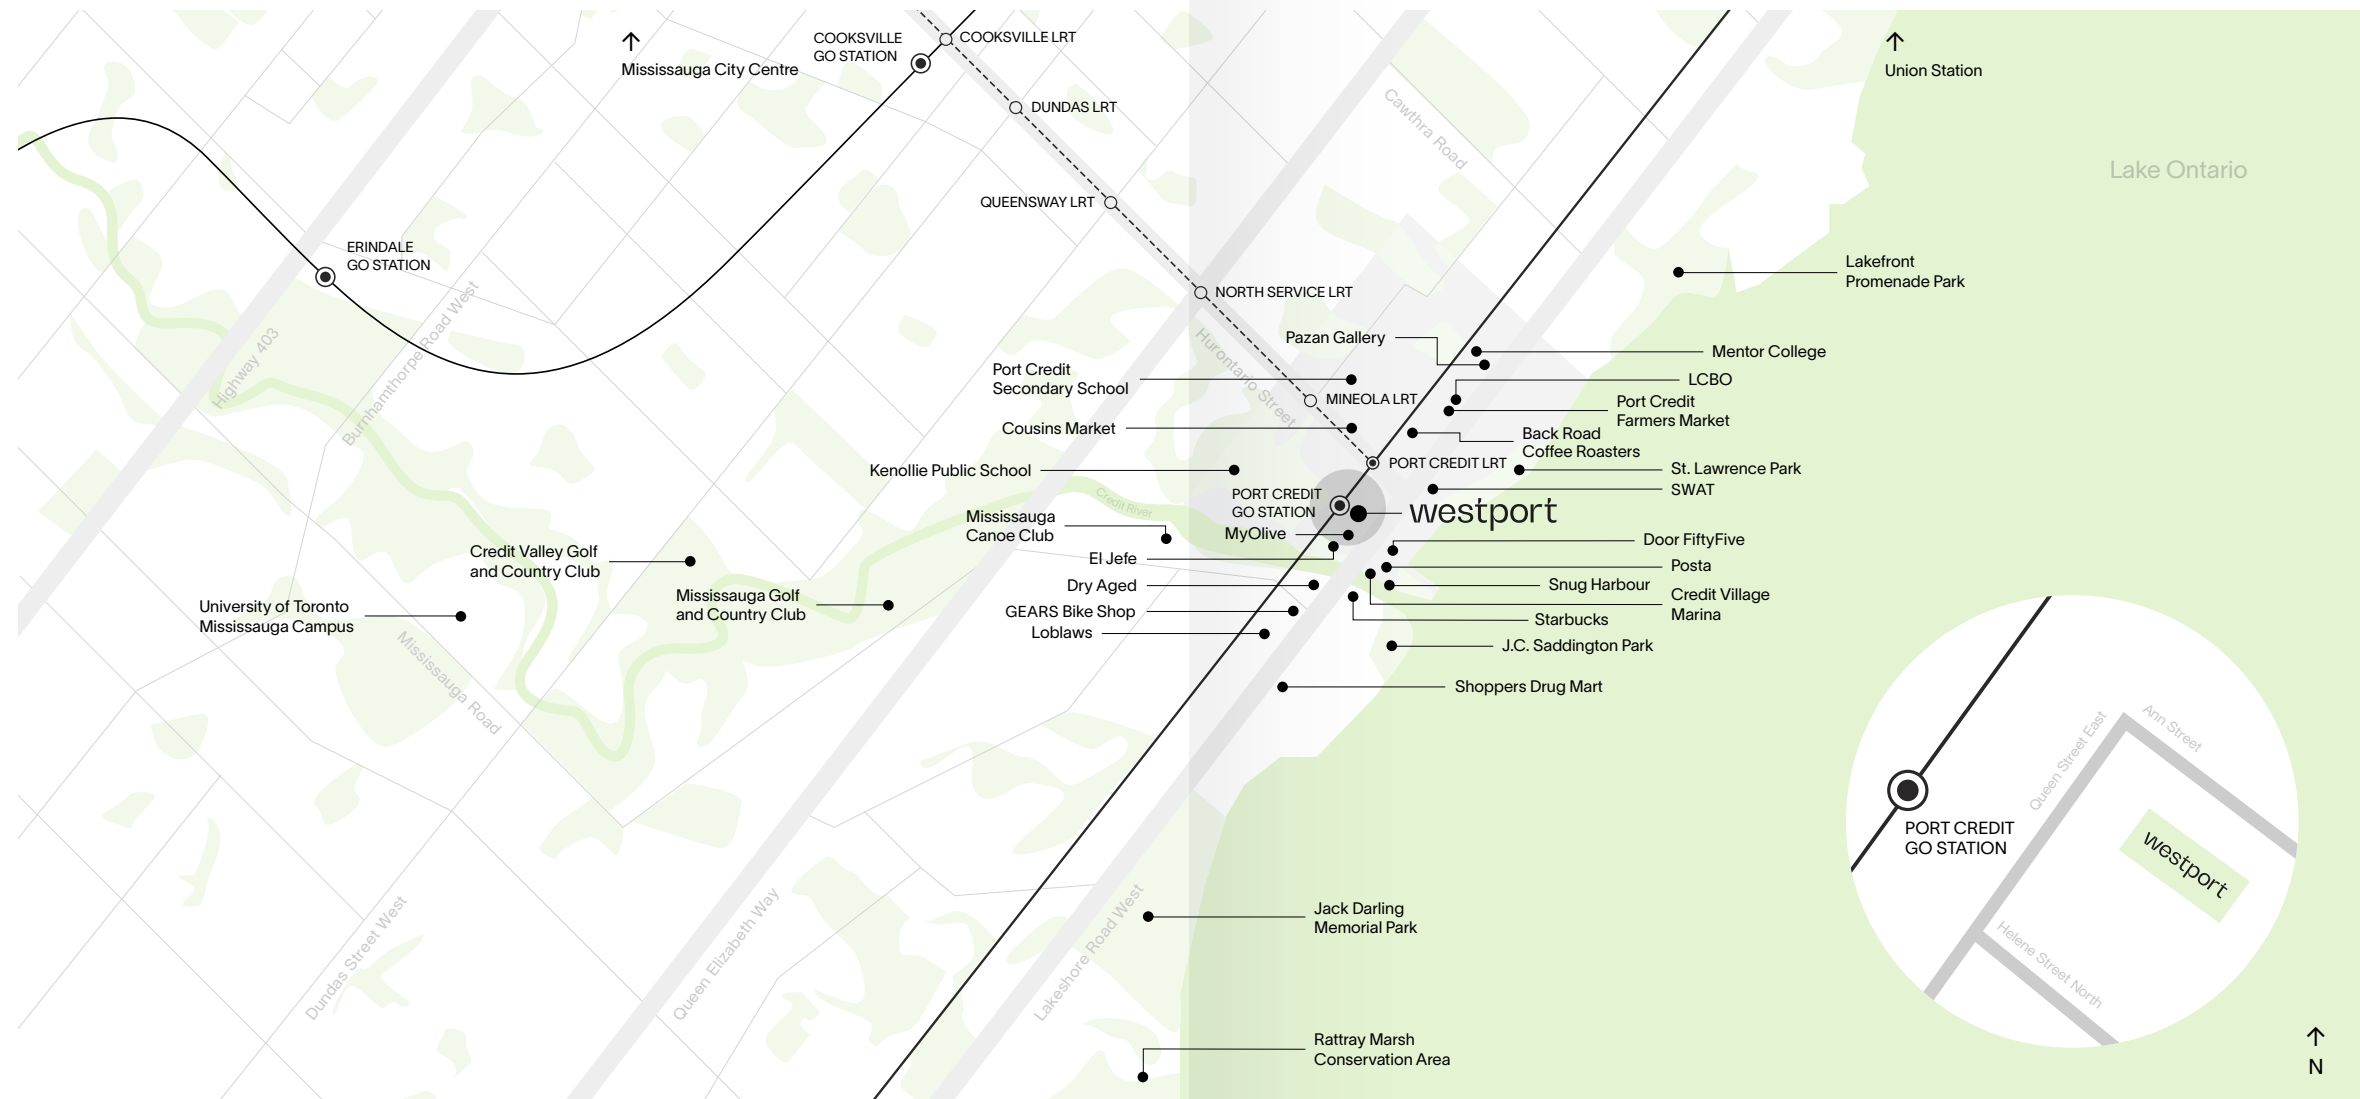 Mississauga City Centre
COOKSVILLE
GO STATION
COOKSVILLE LRT
Union Station
DUNDAS LRT
Cawthra Road
Lake Ontario
QUEENSWAY LRT
ERINDALE
GO STATION
Lakefront
Promenade Park
NORTH SERVICE LRT
Highway 403
Burnhamthorpe Road West
Hurontario Street
Pazan Gallery
Mentor College
Port Credit
Secondary School
LCBO
MINEOLA LRT
Port Credit
Farmers Market
Cousins Market
Back Road
Coffee Roasters
Kenollie Public School
PORT CREDIT LRT
St. Lawrence Park
SWAT
Credit River
PORT CREDIT
GO STATION
westport
Mississauga
Canoe Club
MyOlive
Door FiftyFive
El Jefe
Posta
Credit Valley Golf
and Country Club
Dry Aged
Snug Harbour
Mississauga Golf
and Country Club
Credit Village
Marina
University of Toronto
Mississauga Campus
GEARS Bike Shop
Starbucks
Loblaws
J.C. Saddington Park
Mississauga Road
Shoppers Drug Mart
Queen Street East
Ann Street
PORT CREDIT
GO STATION
westport
Helene Street North
Dundas Street West
Queen Elizabeth Way
Lakeshore Road West
Jack Darling
Memorial Park
Rattray Marsh
Conservation Area
N